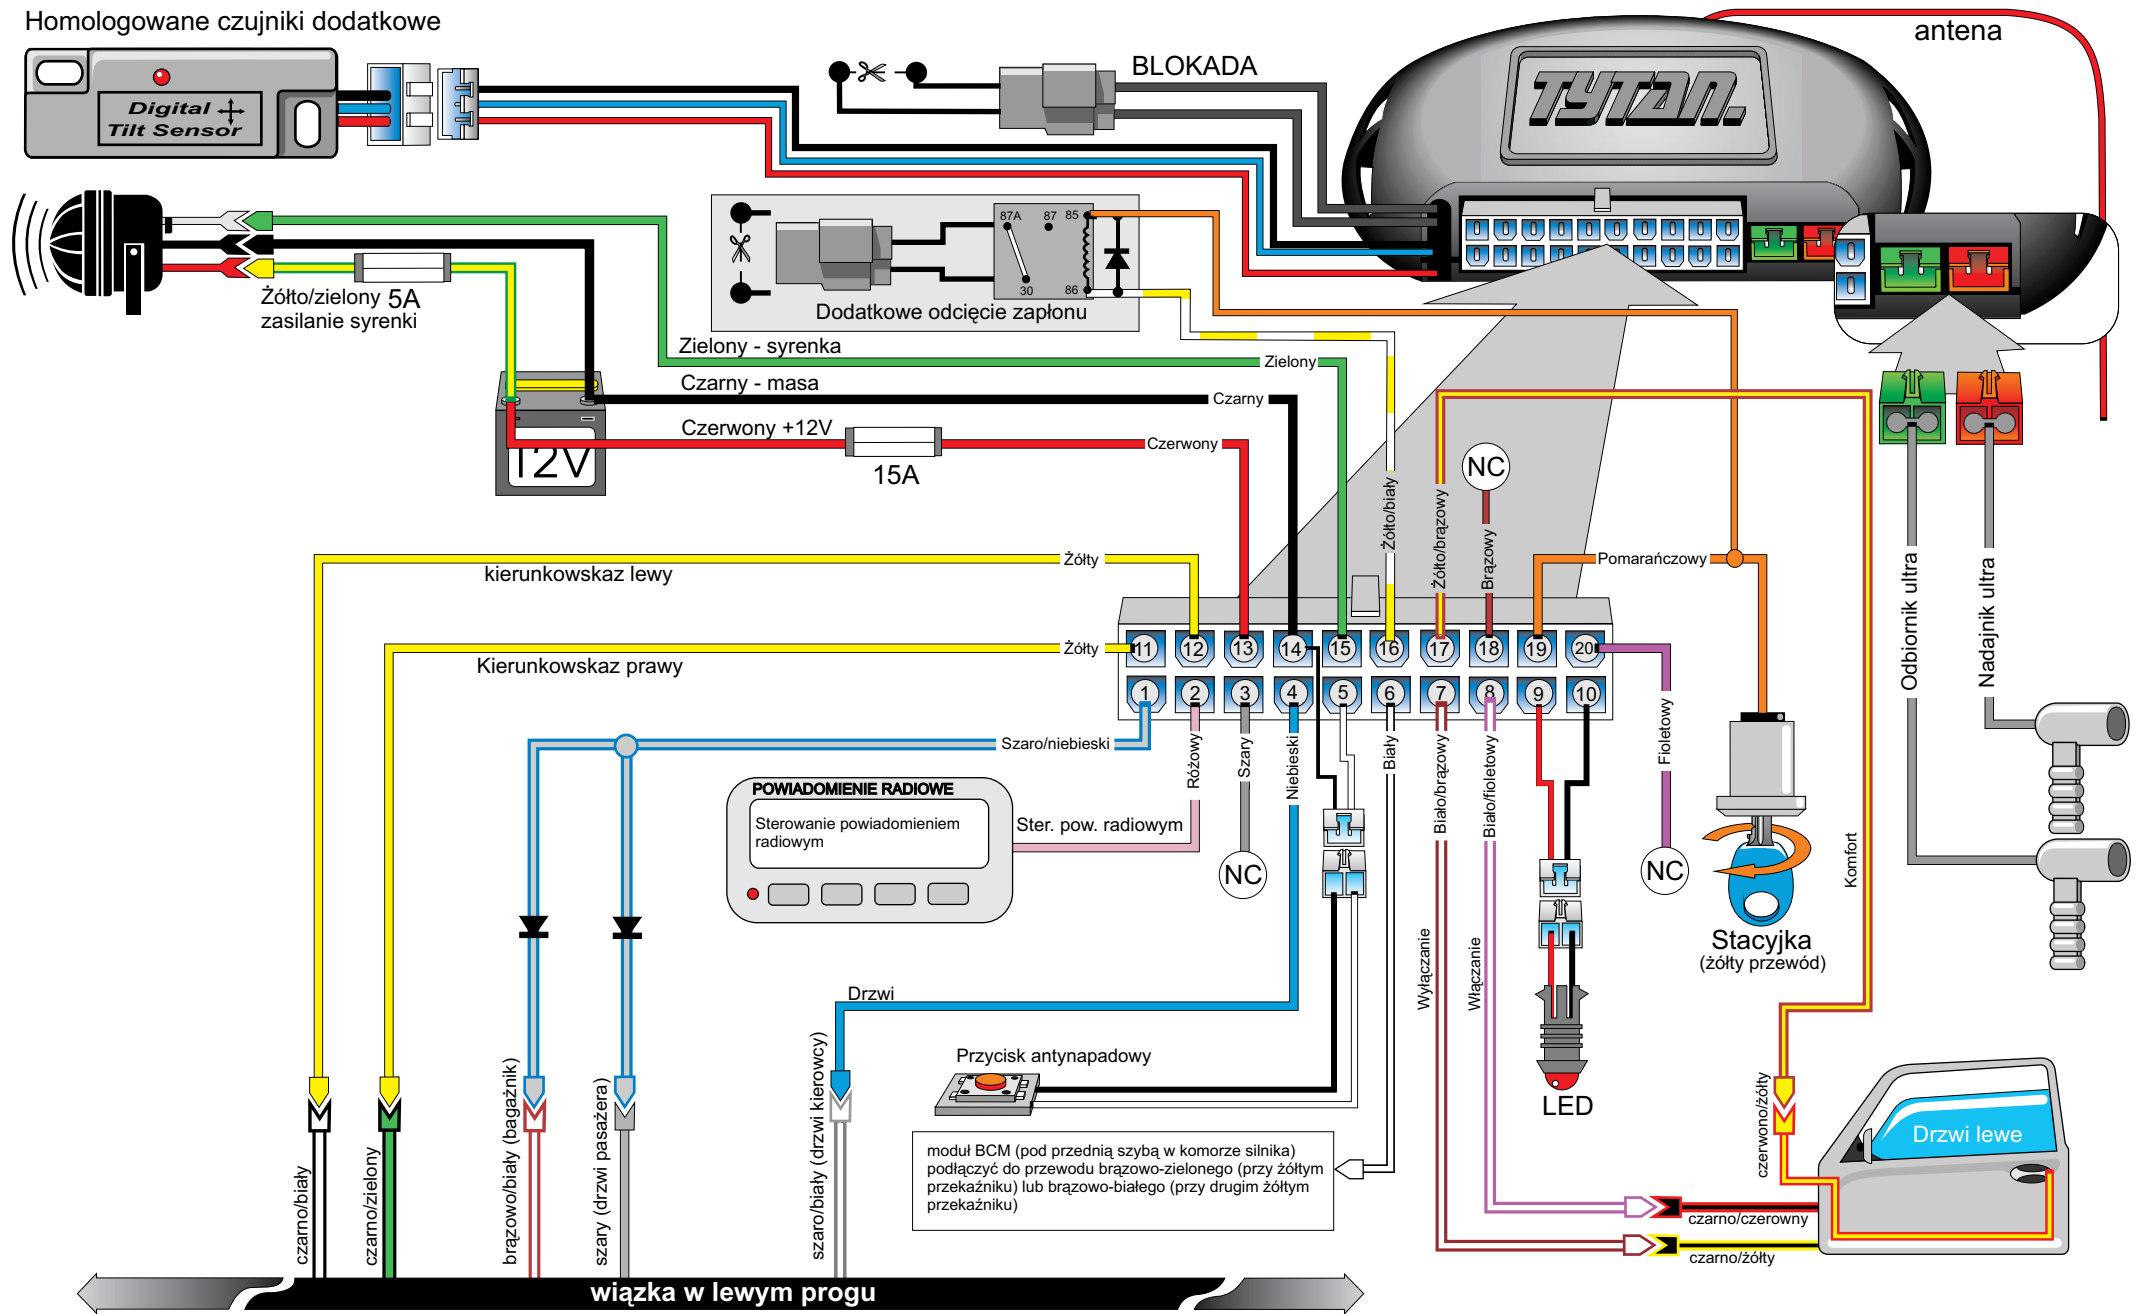 Homologowane czujniki dodatkowe
Digital
Tilt Sensor
BLOKADA
TYTAN.
antena
Żółto/zielony 5A
zasilanie syrenki
87A
87
85
30
86
Dodatkowe odcięcie zapłonu
Zielony - syrenka
Zielony
Czarny - masa
Czarny
Czerwony +12V
Czerwony
15A
12V
NC
Żółto/biały
Żółto/brązowy
Brązowy
Pomarańczowy
Odbiornik ultra
Nadajnik ultra
Żółty
kierunkowskaz lewy
Żółty
Kierunkowskaz prawy
11 12 13 14 15 16 17 18 19 20
1 2 3 4 5 6 7 8 9 10
Szaro/niebieski
Różowy
Szary
Niebieski
Biały
Biało/brązowy
Biało/fioletowy
Fioletowy
POWIADOMIENIE RADIOWE
Sterowanie powiadomieniem
radiowym
Ster. pow. radiowym
NC
NC
Komfort
Stacyjka
(żółty przewód)
Wyłączanie
Włączanie
Drzwi
Przycisk antynapadowy
LED
moduł BCM (pod przednią szybą w komorze silnika)
podłączyć do przewodu brązowo-zielonego (przy żółtym
przekaźniku) lub brązowo-białego (przy drugim żółtym
przekaźniku)
czerwono/żółty
Drzwi lewe
czarno/czerowny
czarno/żółty
czarno/biały
czarno/zielony
brązowo/biały (bagażnik)
szary (drzwi pasażera)
szaro/biały (drzwi kierowcy)
wiązka w lewym progu